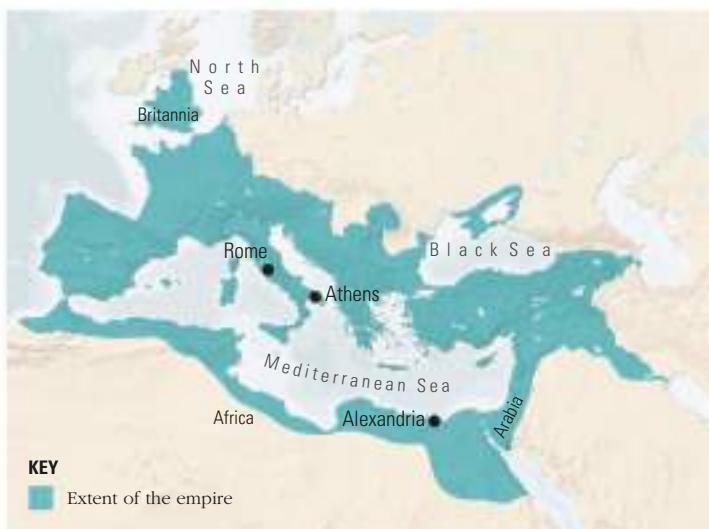 North
Sea
Britannia
Rome
Black Sea
Athens
Mediterranean Sea
Africa
Alexandria
Arabia
KEY
Extent of the empire